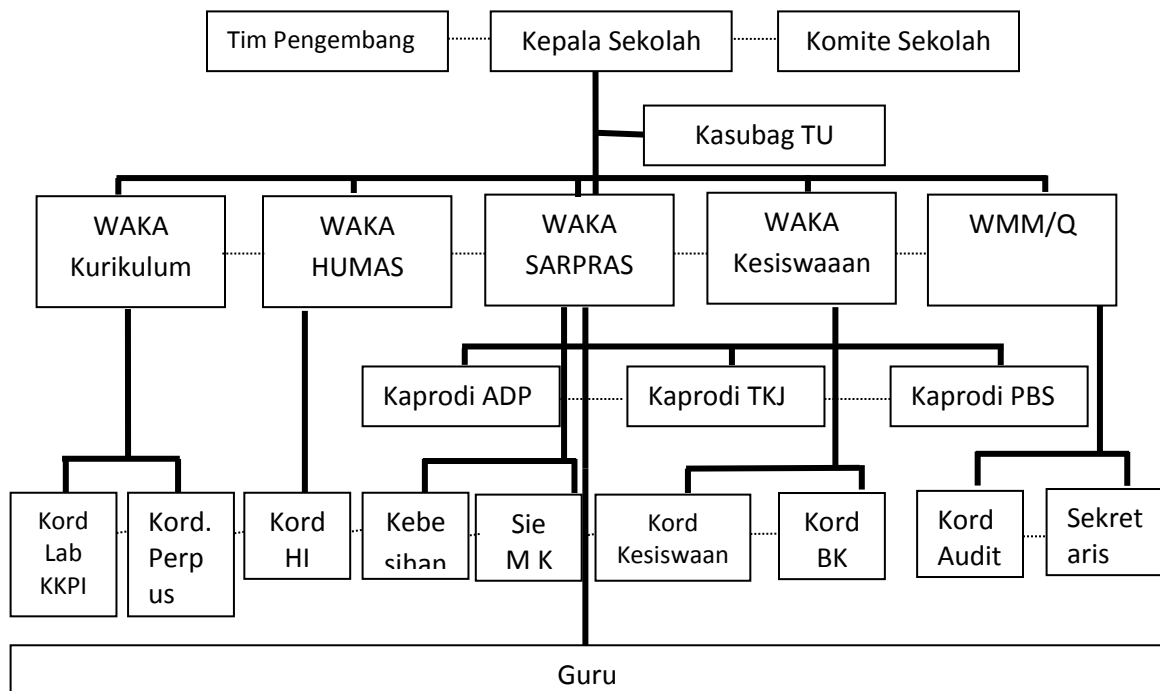 Tim Pengembang
Kepala Sekolah
Komite Sekolah
Kasubag TU
WAKA
Kurikulum
WAKA
HUMAS
WAKA
SARPRAS
WAKA
Kesiswaaan
WMM/Q
Kaprodi ADP
Kaprodi TKJ
Kaprodi PBS
Kord
Lab
KKPI
Kord.
Perp
us
Kord
HI
Kebe
sihan
Sie
M K
Kord
Kesiswaan
Kord
BK
Kord
Audit
Sekret
aris
Guru